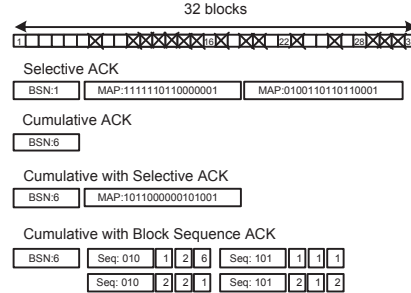 32 blocks
1 16 22 28 3
Selective ACK
BSN:1 MAP:1111110110000001 MAP:0100110110110001
Cumulative ACK
BSN:6
Cumulative with Selective ACK
BSN:6 MAP:1011000000101001
Cumulative with Block Sequence ACK
BSN:6 Seq: 010 1 2 6 Seq: 101 1 1 1
Seq: 010 2 2 1 Seq: 101 2 1 2